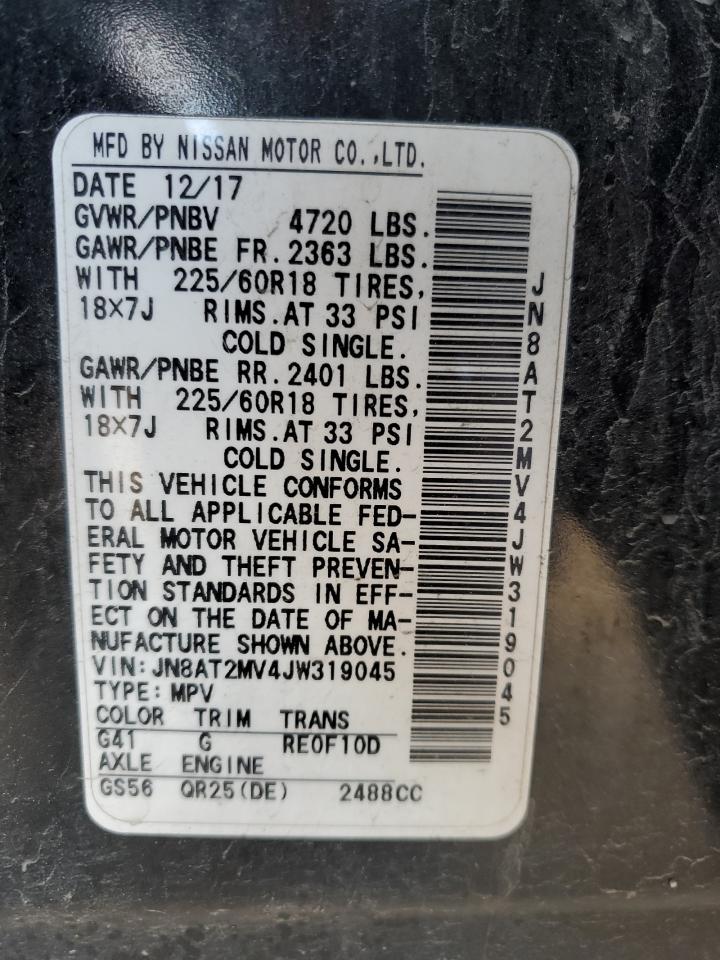 MFD BY NISSAN MOTOR CO.,LTD.
DATE 12/17
GVWR/PNBV 4720 LBS.
GAWR/PNBE FR.2363 LBS.
WITH 225/60R18 TIRES,
18X7J RIMS.AT 33 PSI
COLD SINGLE.
GAWR/PNBE RR.2401 LBS.
WITH 225/60R18 TIRES,
18X7J RIMS.AT 33 PSI
COLD SINGLE.
THIS VEHICLE CONFORMS
TO ALL APPLICABLE FED-
ERAL MOTOR VEHICLE SA-
FETY AND THEFT PREVEN-
TION STANDARDS IN EFF-
ECT ON THE DATE OF MA-
NUFACTURE SHOWN ABOVE.
VIN:JN8AT2MV4JW319045
TYPE:MPV
COLOR TRIM TRANS
G41 G RE0F10D
AXLE ENGINE
GS56 QR25(DE) 2488CC
JN8AT2MV4JW319045